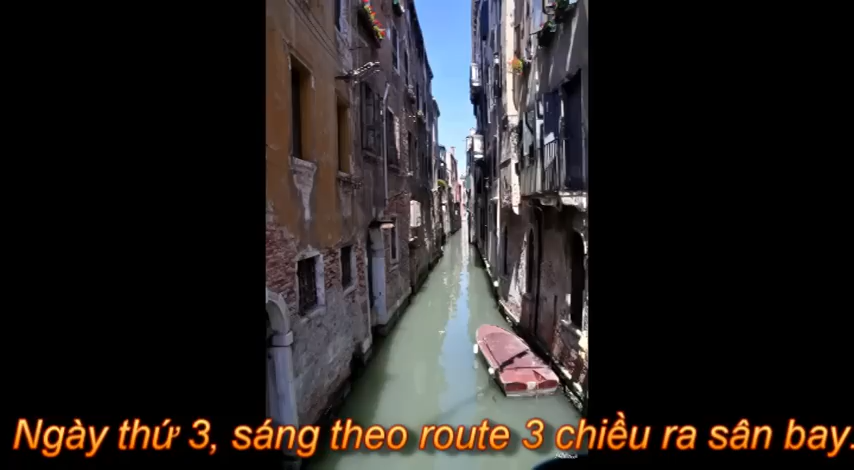 Ngày thứ 3, sáng theo route 3 chiều ra sân bay.